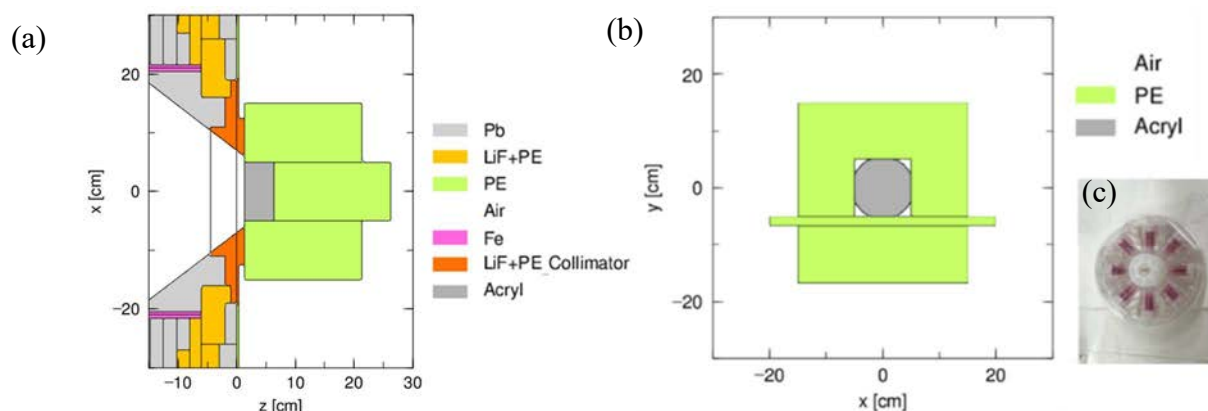 (a)
20
0
−20
x [cm]
−10
0
10
20
30
z [cm]
Pb
LiF+PE
PE
Air
Fe
LiF+PE_Collimator
Acryl
(b)
20
0
−20
y [cm]
−20
0
20
x [cm]
Air
PE
Acryl
(c)